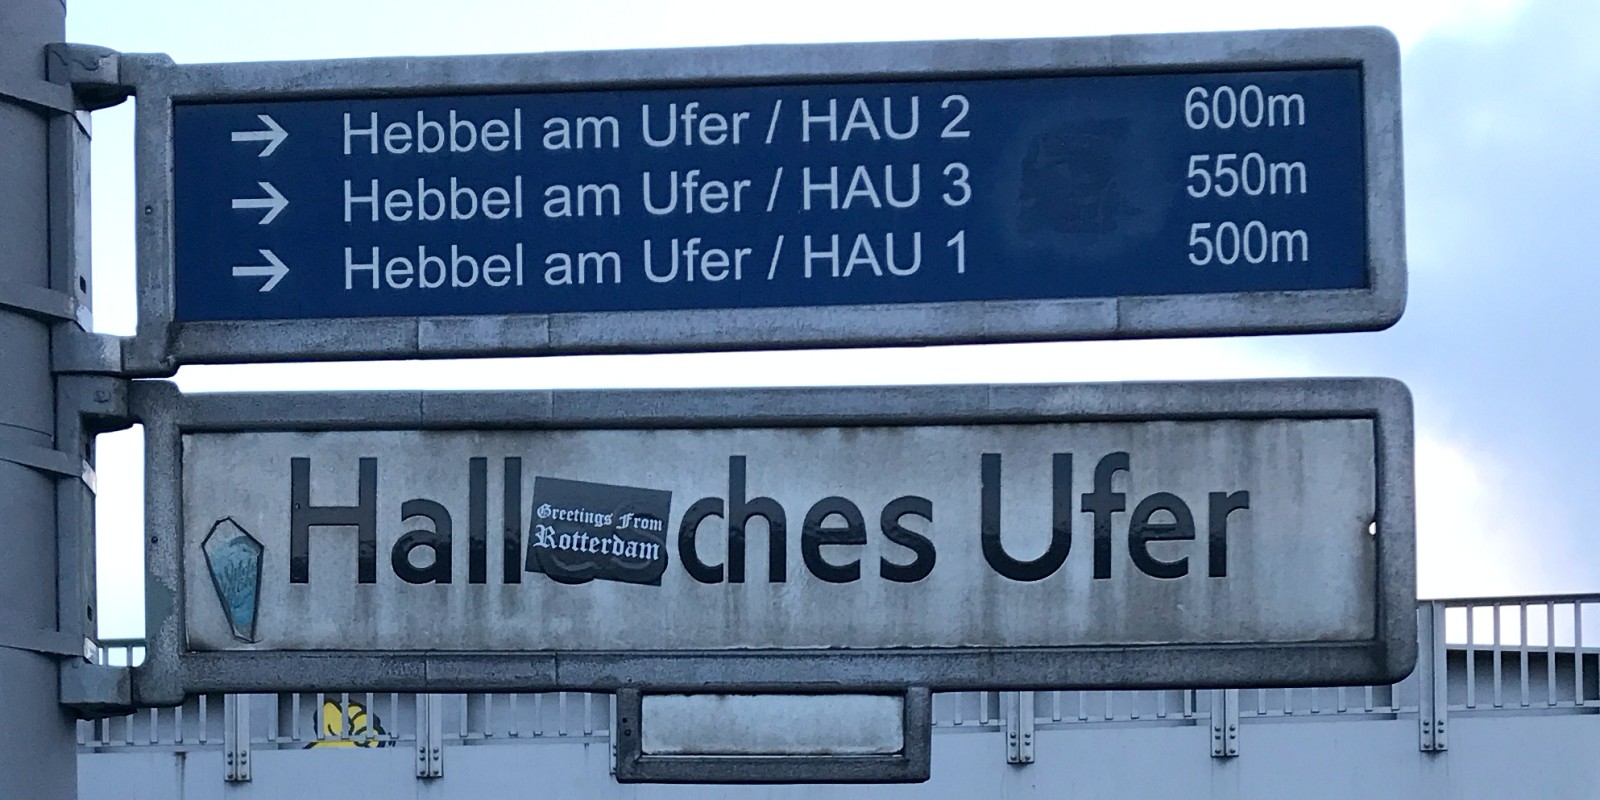 → Hebbel am Ufer / HAU 2 600m
→ Hebbel am Ufer / HAU 3 550m
→ Hebbel am Ufer / HAU 1 500m
Hall ches Ufer
Greetings From
Rotterdam